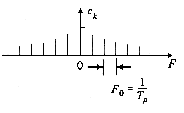 c_k
0
F
F_0 = 1/T_p